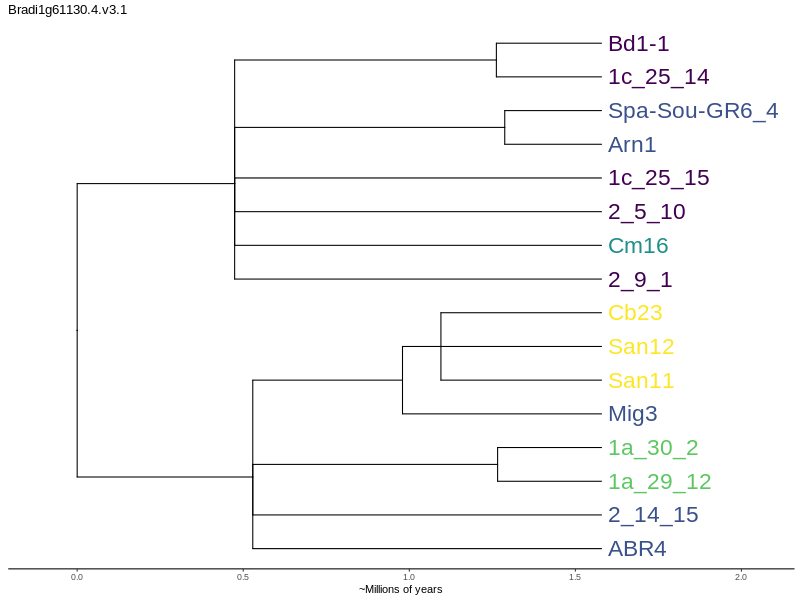 Bradi1g61130.4.v3.1
Bd1-1
1c_25_14
Spa-Sou-GR6_4
Arn1
1c_25_15
2_5_10
Cm16
2_9_1
Cb23
San12
San11
Mig3
1a_30_2
1a_29_12
2_14_15
ABR4
0.0 0.5 1.0 1.5 2.0
~Millions of years